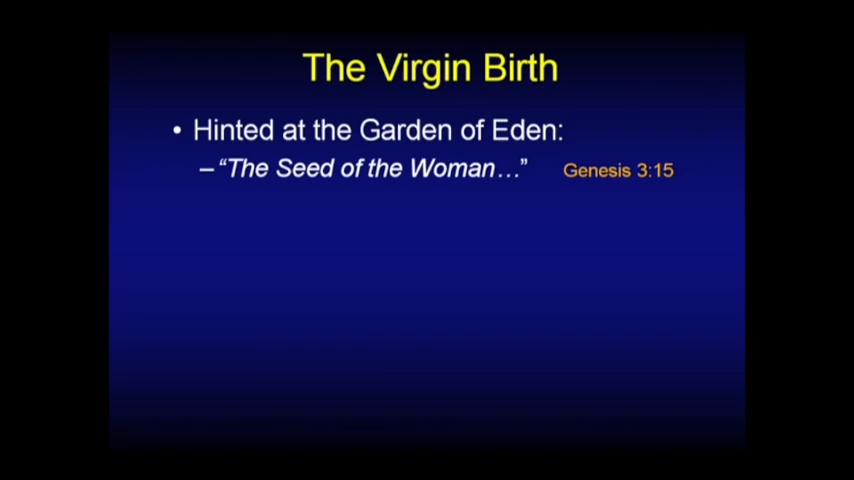 The Virgin Birth
• Hinted at the Garden of Eden:
–“The Seed of the Woman…” Genesis 3:15